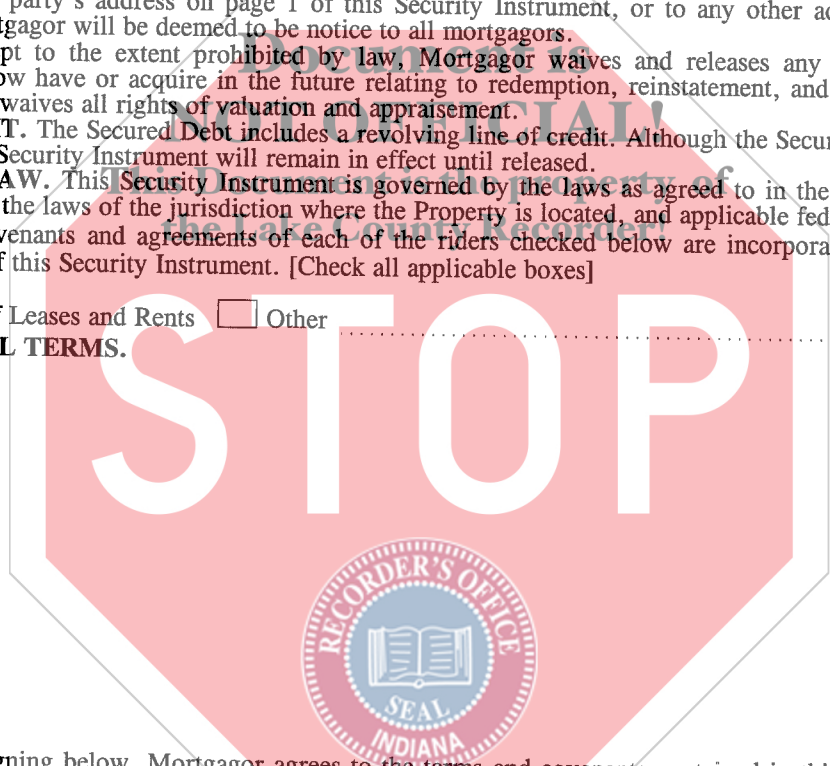 party's address on page 1 of this Security Instrument, or to any other
tgagor will be deemed to be notice to all mortgagors.
Document is
pt to the extent prohibited by law, Mortgagor waives and releases any
ow have or acquire in the future relating to redemption, reinstatement, and
waives all rights of valuation and appraisement.
NOT OFFICIAL!
T. The Secured Debt includes a revolving line of credit. Although the Secur
Security Instrument will remain in effect until released.
AW. This Security Instrument is governed by the laws as agreed to in the
This Document is the property of
the laws of the jurisdiction where the Property is located, and applicable fed
the Lake County Recorder!
venants and agreements of each of the riders checked below are incorpora
f this Security Instrument. [Check all applicable boxes]
Leases and Rents Other
L TERMS.
STOP
RECORDER'S OFFICE
SEAL
INDIANA
gning below, Mortgagor agrees to the terms and